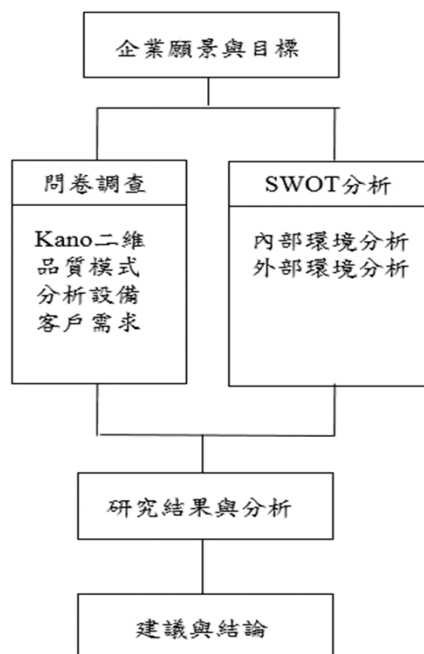 企業願景與目標
問卷調查
Kano二維
品質模式
分析設備
客戶需求
SWOT分析
內部環境分析
外部環境分析
研究結果與分析
建議與結論